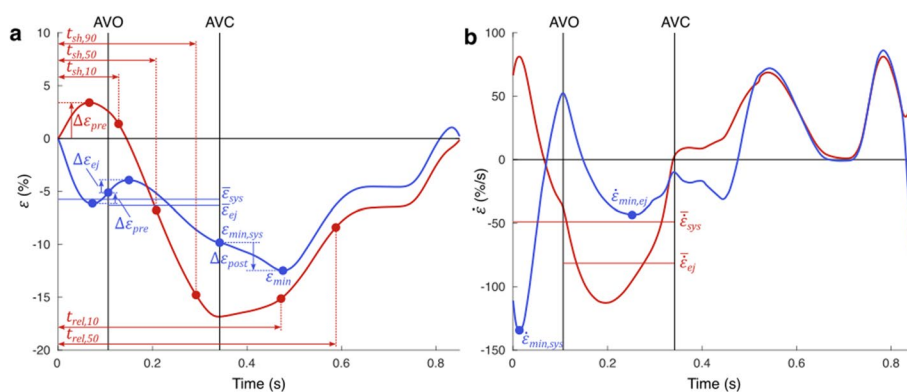 a
AVO
AVC
t_sh,90
t_sh,50
t_sh,10
Δε_pre
Δε_ej
Δε_pre
ε̅_sys
ε̅_ej
ε_min,sys
Δε_post
ε_min
t_rel,10
t_rel,50
ε (%)
10
5
0
-5
-10
-15
-20
0
0.2
0.4
0.6
0.8
Time (s)
b
AVO
AVC
ε̇_min,ej
ε̇̅_sys
ε̇̅_ej
ε̇_min,sys
ε̇ (%/s)
100
50
0
-50
-100
-150
0
0.2
0.4
0.6
0.8
Time (s)